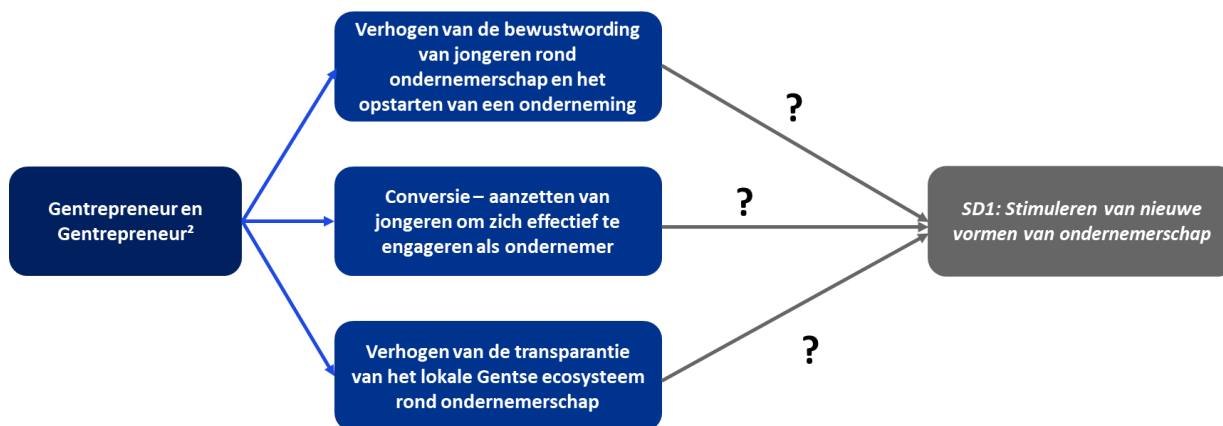 Verhogen van de bewustwording
van jongeren rond
ondernemerschap en het
opstarten van een onderneming
?
Gentrepreneur en
Gentrepreneur²
Conversie – aanzetten van
jongeren om zich effectief te
engageren als ondernemer
?
SD1: Stimuleren van nieuwe
vormen van ondernemerschap
Verhogen van de transparantie
van het lokale Gentse ecosysteem
rond ondernemerschap
?